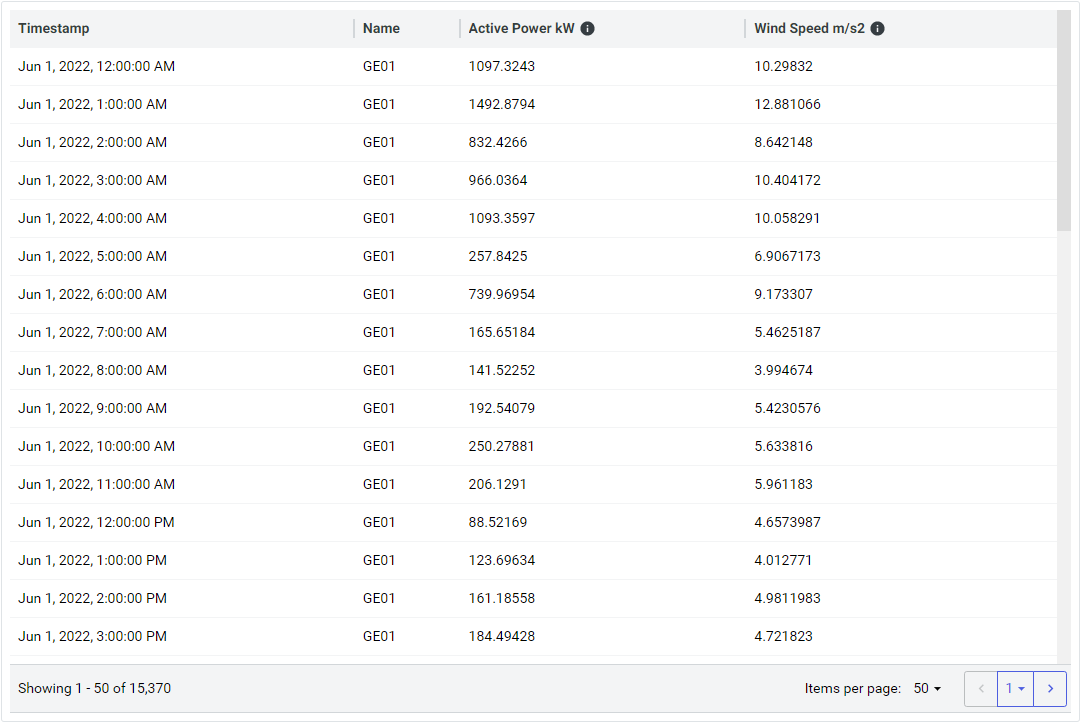 Timestamp Name Active Power kW Wind Speed m/s2
Jun 1, 2022, 12:00:00 AM GE01 1097.3243 10.29832
Jun 1, 2022, 1:00:00 AM GE01 1492.8794 12.881066
Jun 1, 2022, 2:00:00 AM GE01 832.4266 8.642148
Jun 1, 2022, 3:00:00 AM GE01 966.0364 10.404172
Jun 1, 2022, 4:00:00 AM GE01 1093.3597 10.058291
Jun 1, 2022, 5:00:00 AM GE01 257.8425 6.9067173
Jun 1, 2022, 6:00:00 AM GE01 739.96954 9.173307
Jun 1, 2022, 7:00:00 AM GE01 165.65184 5.4625187
Jun 1, 2022, 8:00:00 AM GE01 141.52252 3.994674
Jun 1, 2022, 9:00:00 AM GE01 192.54079 5.4230576
Jun 1, 2022, 10:00:00 AM GE01 250.27881 5.633816
Jun 1, 2022, 11:00:00 AM GE01 206.1291 5.961183
Jun 1, 2022, 12:00:00 PM GE01 88.52169 4.6573987
Jun 1, 2022, 1:00:00 PM GE01 123.69634 4.012771
Jun 1, 2022, 2:00:00 PM GE01 161.18558 4.9811983
Jun 1, 2022, 3:00:00 PM GE01 184.49428 4.721823
Showing 1 - 50 of 15,370 Items per page: 50 1